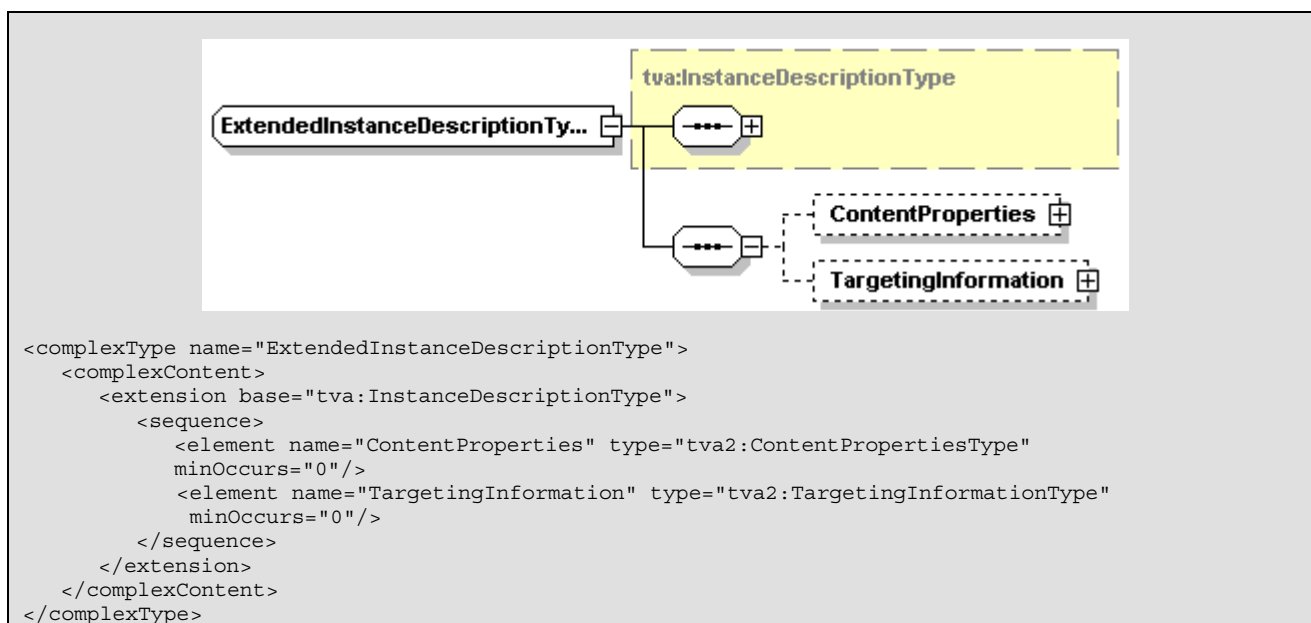 tva:InstanceDescriptionType
ExtendedInstanceDescriptionTy...
ContentProperties
TargetingInformation
<complexType name="ExtendedInstanceDescriptionType">
<complexContent>
<extension base="tva:InstanceDescriptionType">
<sequence>
<element name="ContentProperties" type="tva2:ContentPropertiesType"
minOccurs="0"/>
<element name="TargetingInformation" type="tva2:TargetingInformationType"
minOccurs="0"/>
</sequence>
</extension>
</complexContent>
</complexType>